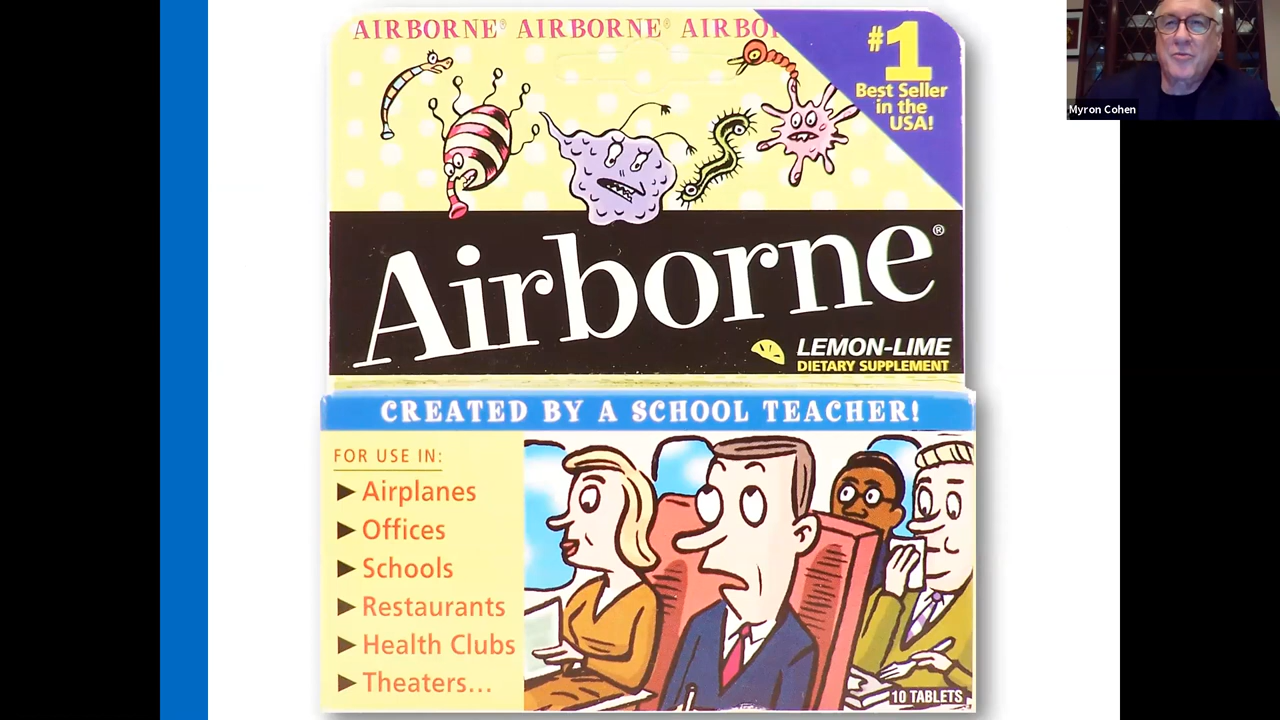 AIRBORNE® AIRBORNE® AIRBO
#1
Best Seller
in the
USA!
Myron Cohen
Airborne®
LEMON-LIME
DIETARY SUPPLEMENT
CREATED BY A SCHOOL TEACHER!
FOR USE IN:
▶ Airplanes
▶ Offices
▶ Schools
▶ Restaurants
▶ Health Clubs
▶ Theaters...
10 TABLETS